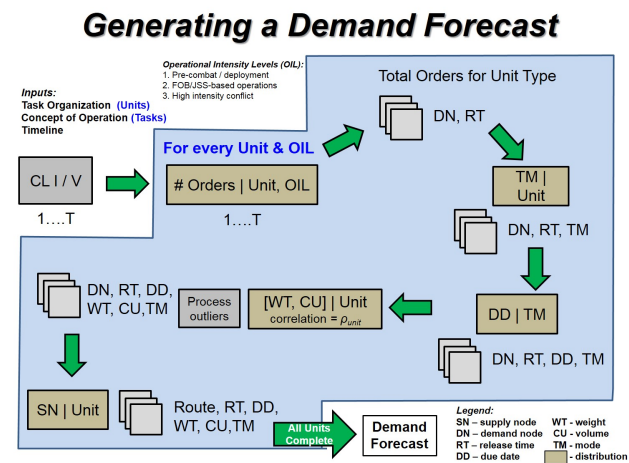 Generating a Demand Forecast
Operational Intensity Levels (OIL):
1. Pre-combat / deployment
2. FOB/JSS-based operations
3. High intensity conflict
Inputs:
Task Organization (Units)
Concept of Operation (Tasks)
Timeline
Total Orders for Unit Type
DN, RT
For every Unit & OIL
CL I / V
1….T
# Orders | Unit, OIL
1….T
TM |
Unit
DN, RT, TM
DD | TM
DN, RT, DD, TM
[WT, CU] | Unit
correlation = ρunit
Process
outliers
DN, RT, DD,
WT, CU,TM
SN | Unit
Route, RT, DD,
WT, CU,TM
All Units
Complete
Demand
Forecast
Legend:
SN – supply node WT - weight
DN – demand node CU - volume
RT – release time TM - mode
DD – due date - distribution